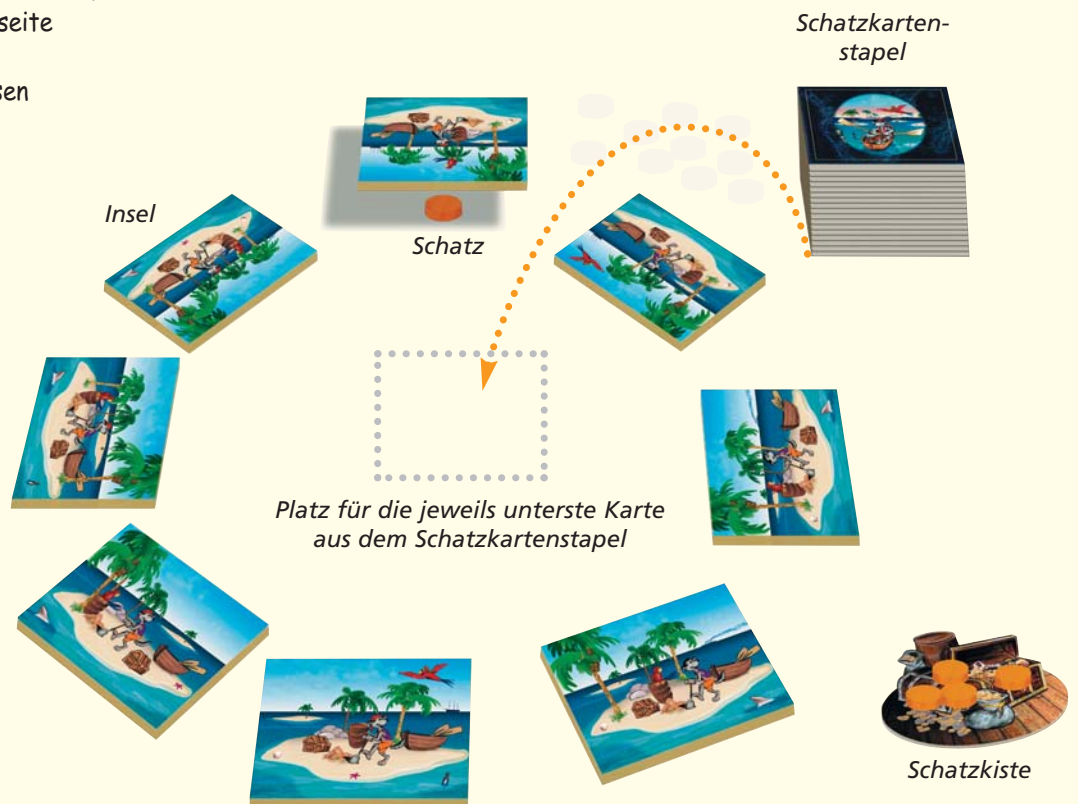 seite
sen
Schatzkarten-
stapel
Insel
Schatz
Platz für die jeweils unterste Karte
aus dem Schatzkartenstapel
Schatzkiste